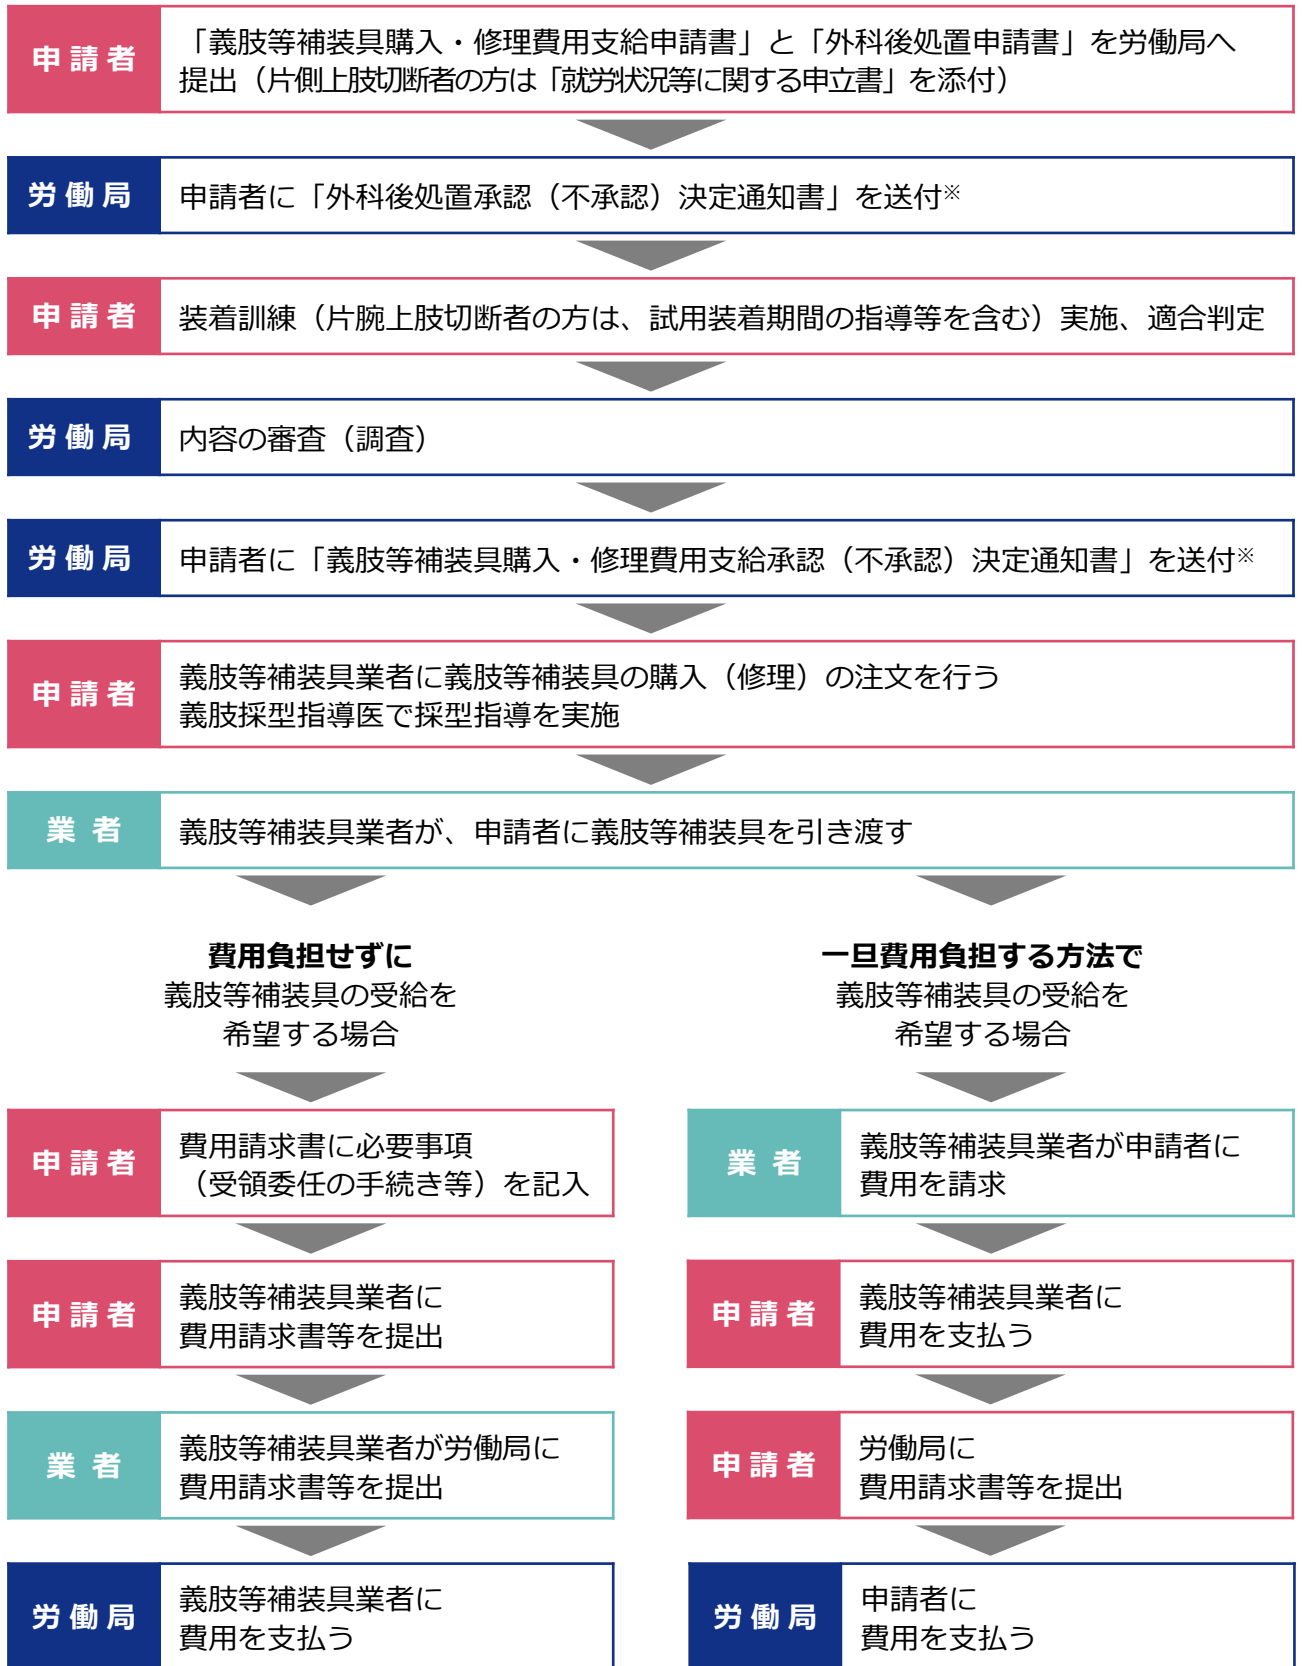 申請者
「義肢等補装具購入・修理費用支給申請書」と「外科後処置申請書」を労働局へ
提出（片側上肢切断者の方は「就労状況等に関する申立書」を添付）
労働局
申請者に「外科後処置承認（不承認）決定通知書」を送付※
申請者
装着訓練（片腕上肢切断者の方は、試用装着期間の指導等を含む）実施、適合判定
労働局
内容の審査（調査）
労働局
申請者に「義肢等補装具購入・修理費用支給承認（不承認）決定通知書」を送付※
申請者
義肢等補装具業者に義肢等補装具の購入（修理）の注文を行う
義肢採型指導医で採型指導を実施
業者
義肢等補装具業者が、申請者に義肢等補装具を引き渡す
費用負担せずに
義肢等補装具の受給を
希望する場合
申請者
費用請求書に必要事項
（受領委任の手続き等）を記入
申請者
義肢等補装具業者に
費用請求書等を提出
業者
義肢等補装具業者が労働局に
費用請求書等を提出
労働局
義肢等補装具業者に
費用を支払う
一旦費用負担する方法で
義肢等補装具の受給を
希望する場合
業者
義肢等補装具業者が申請者に
費用を請求
申請者
義肢等補装具業者に
費用を支払う
申請者
労働局に
費用請求書等を提出
労働局
申請者に
費用を支払う